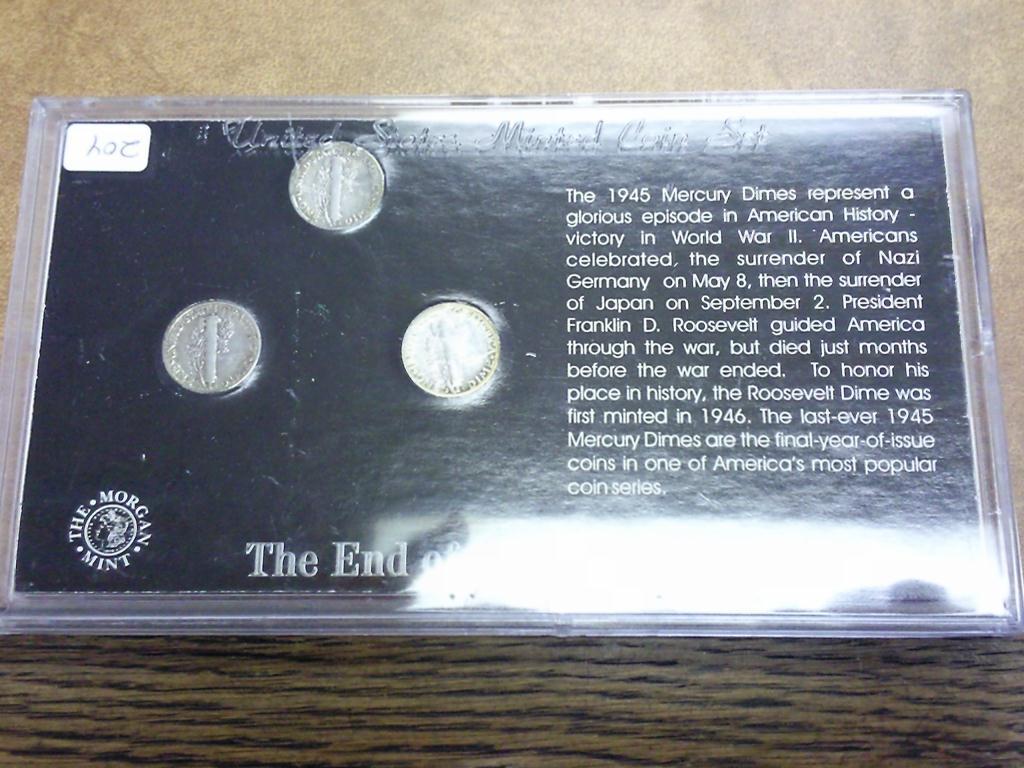 204
United States Minted Coin Set
The 1945 Mercury Dimes represent a
glorious episode in American History -
victory in World War II. Americans
celebrated, the surrender of Nazi
Germany on May 8, then the surrender
of Japan on September 2. President
Franklin D. Roosevelt guided America
through the war, but died just months
before the war ended. To honor his
place in history, the Roosevelt Dime was
first minted in 1946. The last-ever 1945
Mercury Dimes are the final-year-of-issue
coins in one of America's most popular
coin series.
THE • MORGAN • MINT •
The End of